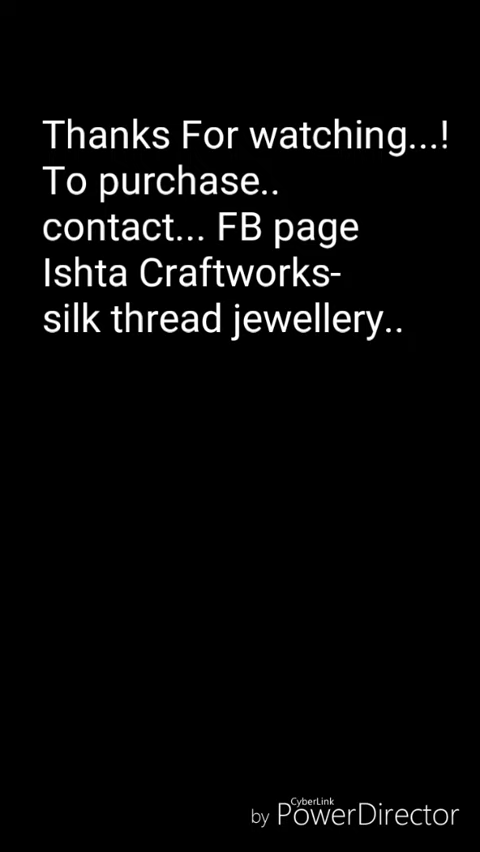 Thanks For watching...!
To purchase..
contact... FB page
Ishta Craftworks-
silk thread jewellery..
CyberLink
by PowerDirector